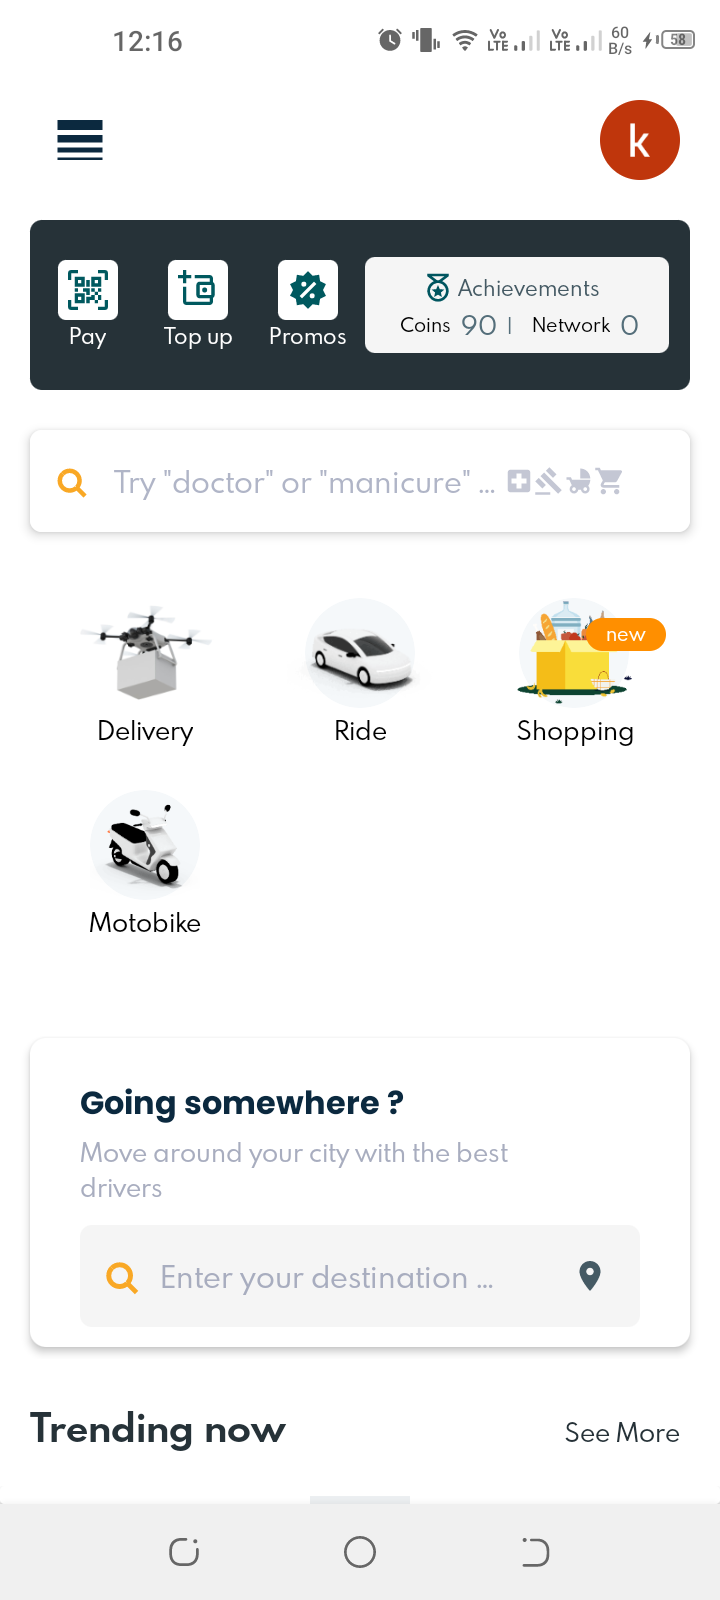 12:16
Vo LTE Vo LTE 60 B/s 58
k
Achievements
Coins 90 | Network 0
Pay Top up Promos
Try "doctor" or "manicure" ...
new
Delivery Ride Shopping
Motobike
Going somewhere ?
Move around your city with the best
drivers
Enter your destination ...
Trending now See More